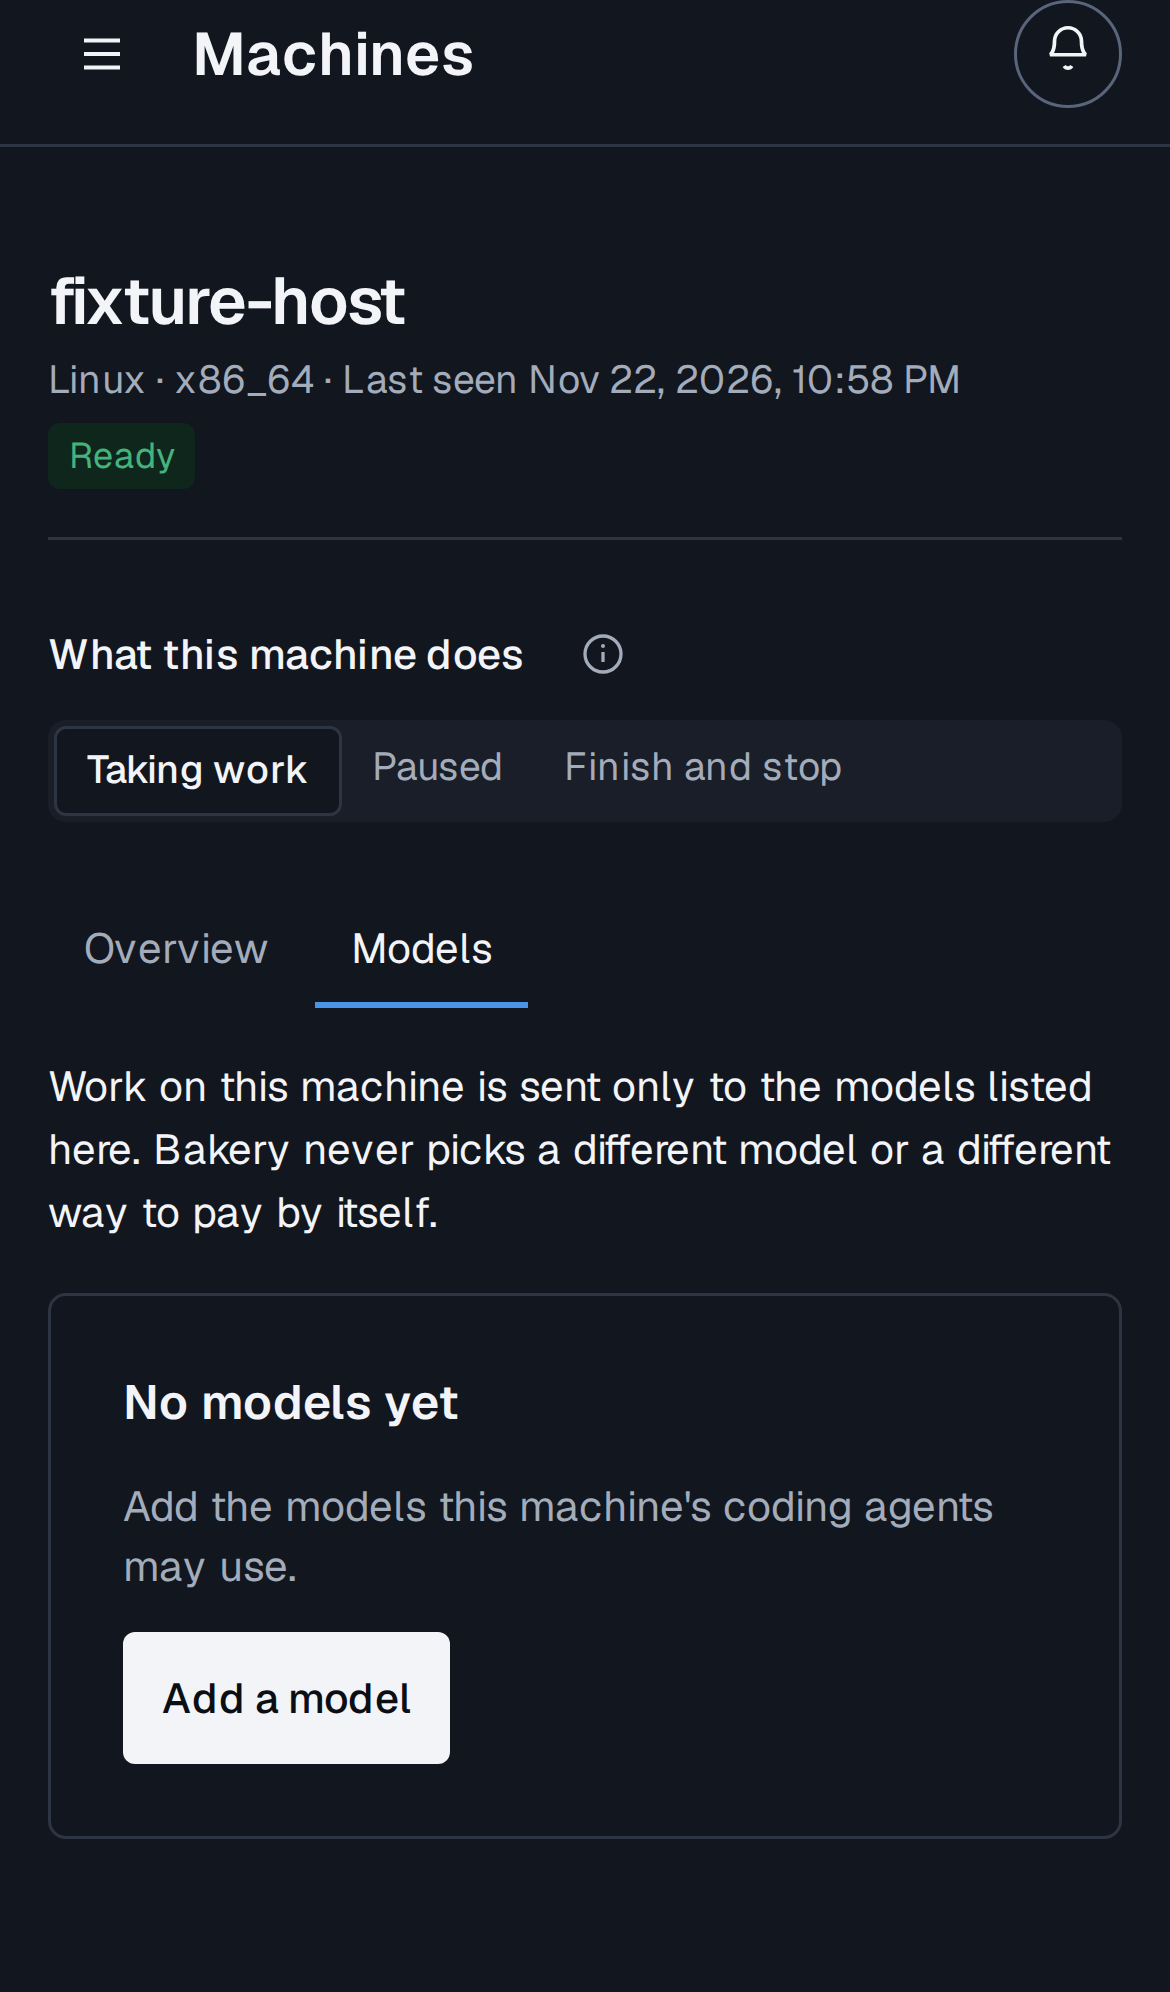 Machines
fixture-host
Linux · x86_64 · Last seen Nov 22, 2026, 10:58 PM
Ready
What this machine does
Taking work Paused Finish and stop
Overview Models
Work on this machine is sent only to the models listed
here. Bakery never picks a different model or a different
way to pay by itself.
No models yet
Add the models this machine's coding agents
may use.
Add a model